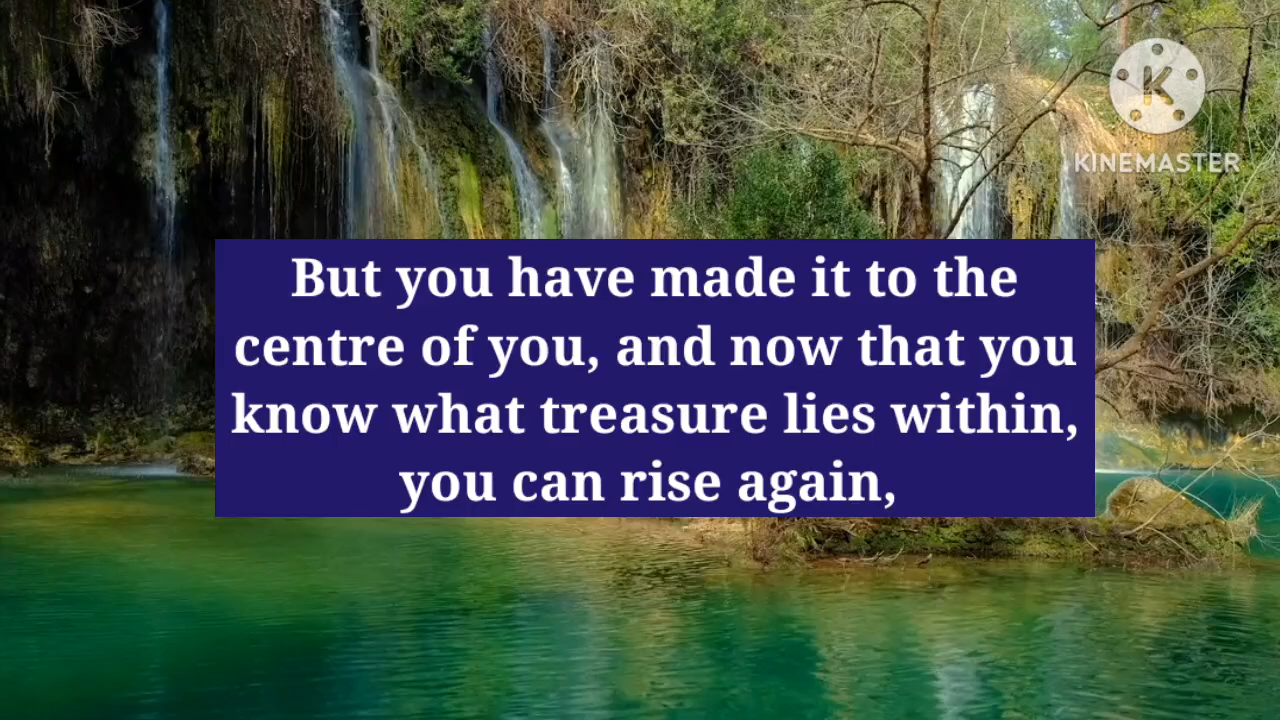 K
KINEMASTER
But you have made it to the
centre of you, and now that you
know what treasure lies within,
you can rise again,